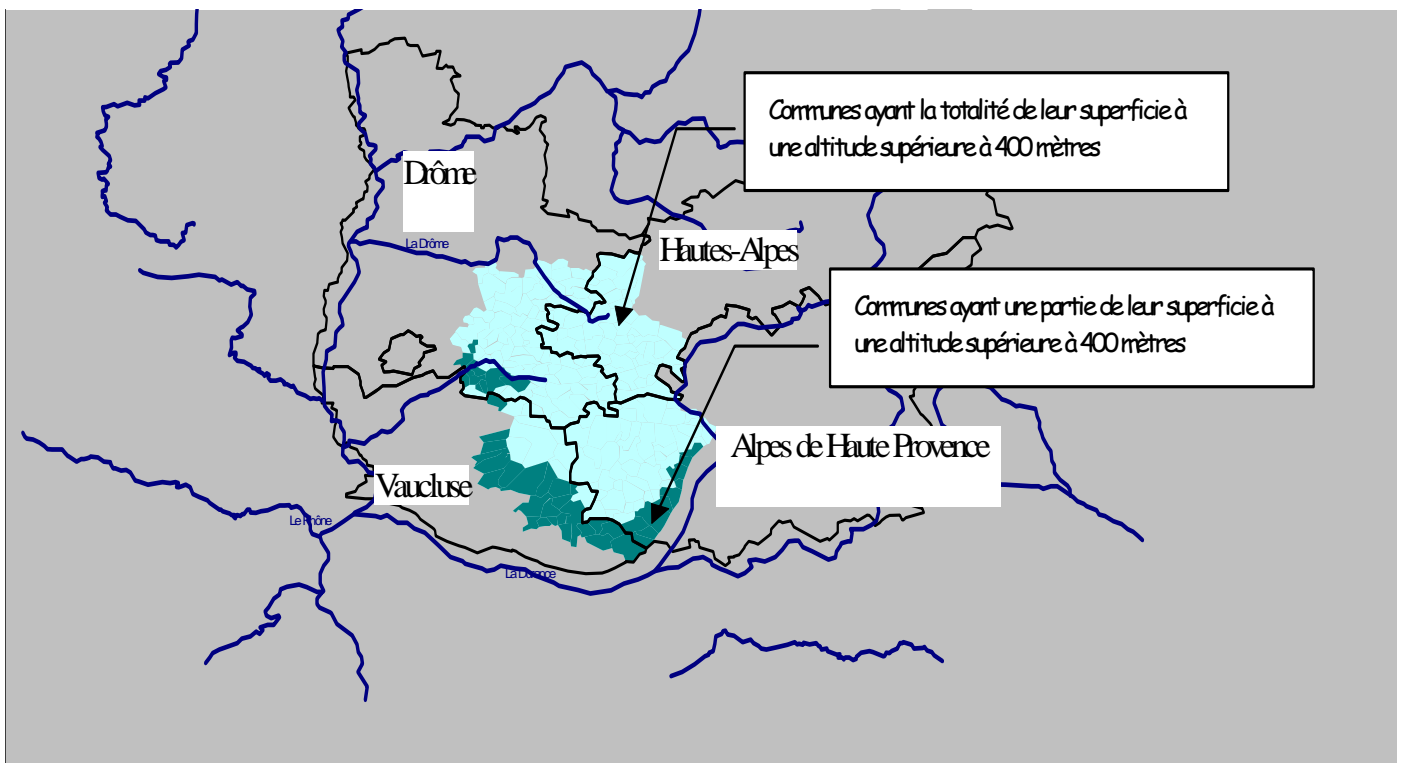 Communes ayant la totalité de leur superficie à
une altitude supérieure à 400 mètres
Drôme
La Drôme
Hautes-Alpes
Communes ayant une partie de leur superficie à
une altitude supérieure à 400 mètres
Alpes de Haute Provence
Vaucluse
Le Rhône
La Durance